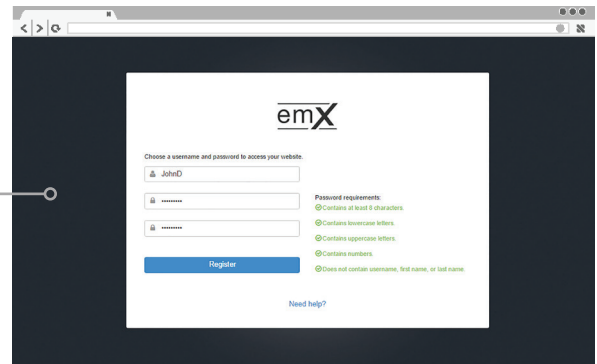 emX
Choose a username and password to access your website.
JohnD
•••••••••
Password requirements:
Contains at least 8 characters.
•••••••••
Contains lowercase letters.
Contains uppercase letters.
Contains numbers.
Register
Does not contain username, first name, or last name.
Need help?